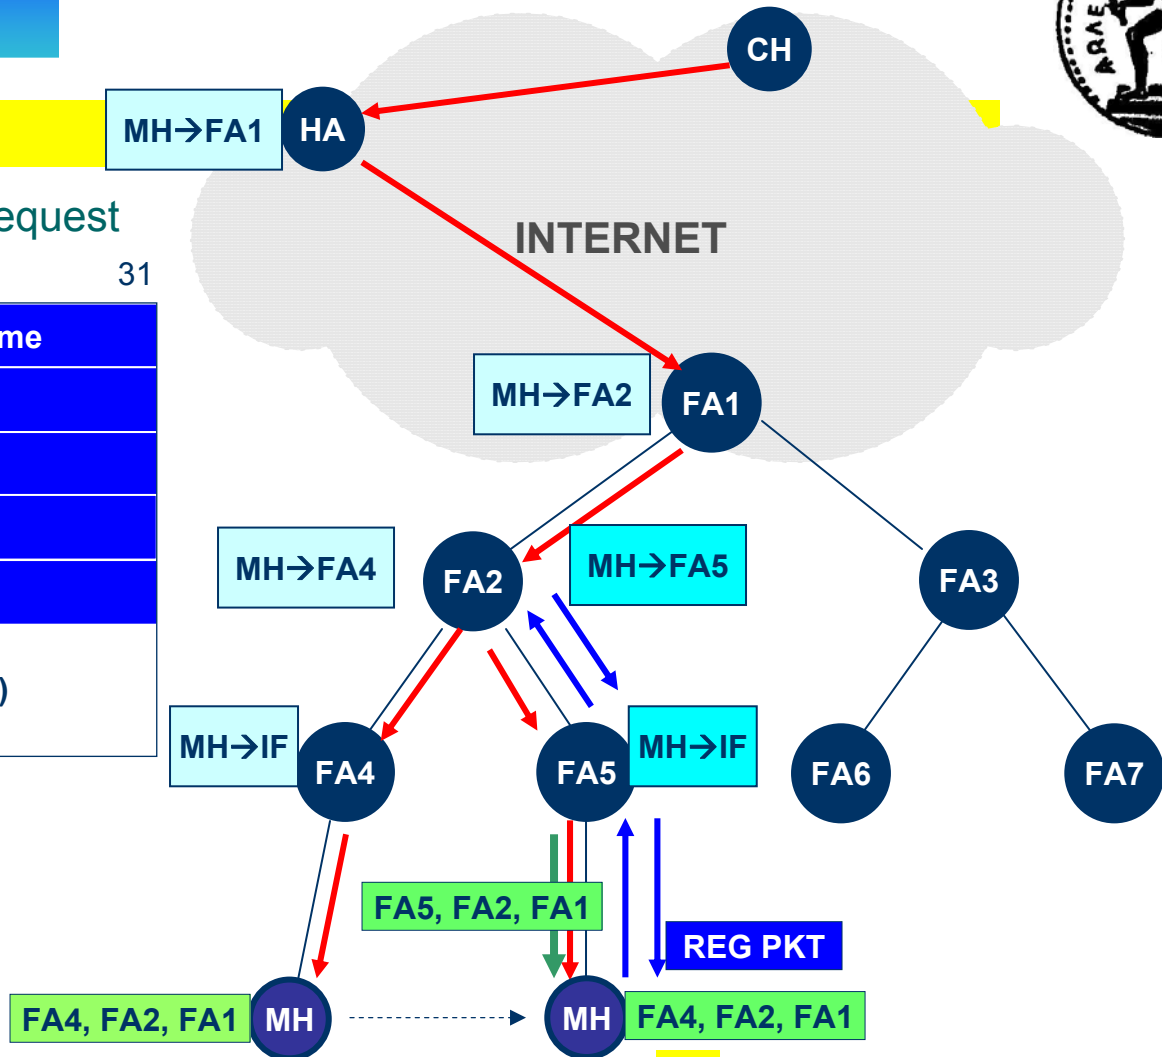 CH
MH→FA1
HA
equest
INTERNET
31
me
MH→FA2
FA1
MH→FA4
FA2
MH→FA5
FA3
)
MH→IF
FA4
FA5
MH→IF
FA6
FA7
FA5, FA2, FA1
REG PKT
FA4, FA2, FA1
MH
MH
FA4, FA2, FA1